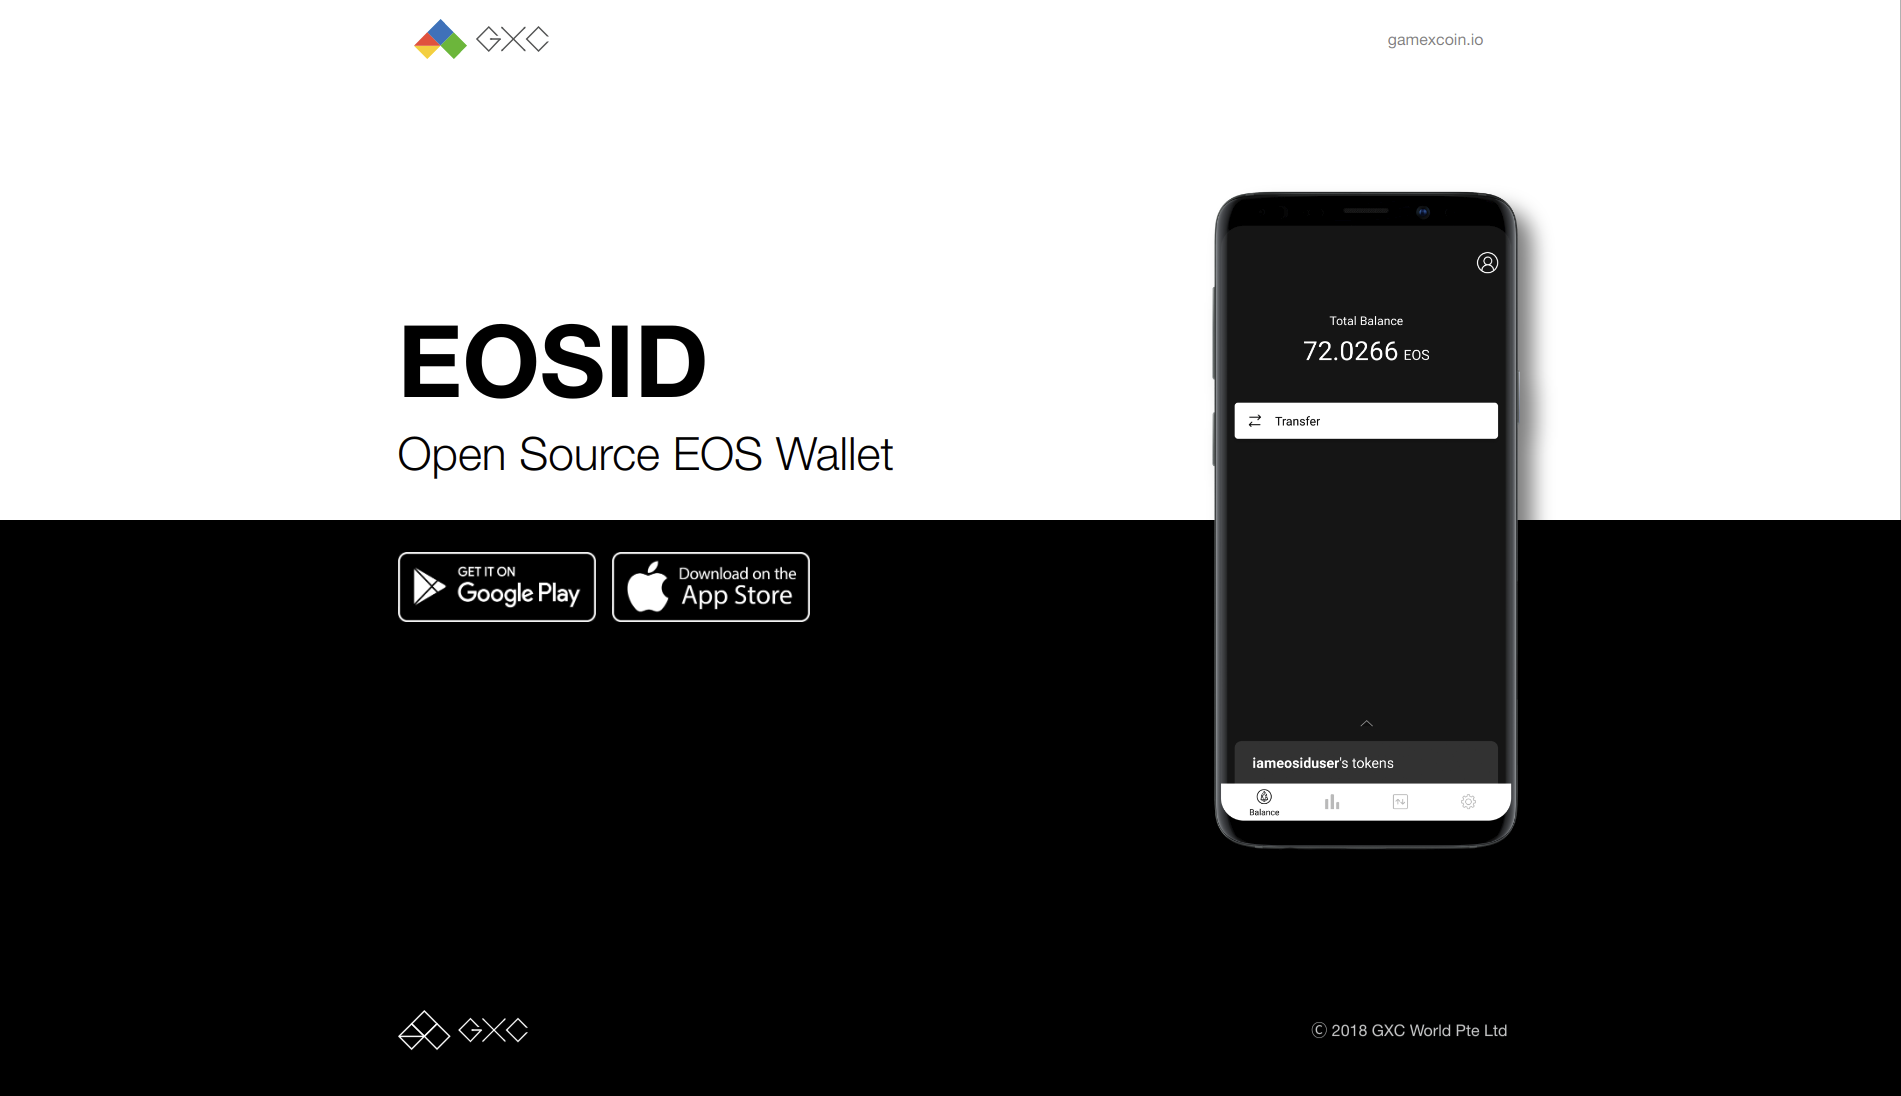 GXC
gamexcoin.io
Total Balance
72.0266 EOS
EOSID
Transfer
Open Source EOS Wallet
GET IT ON
Google Play
Download on the
App Store
iameosiduser's tokens
Balance
GXC
Ⓒ 2018 GXC World Pte Ltd